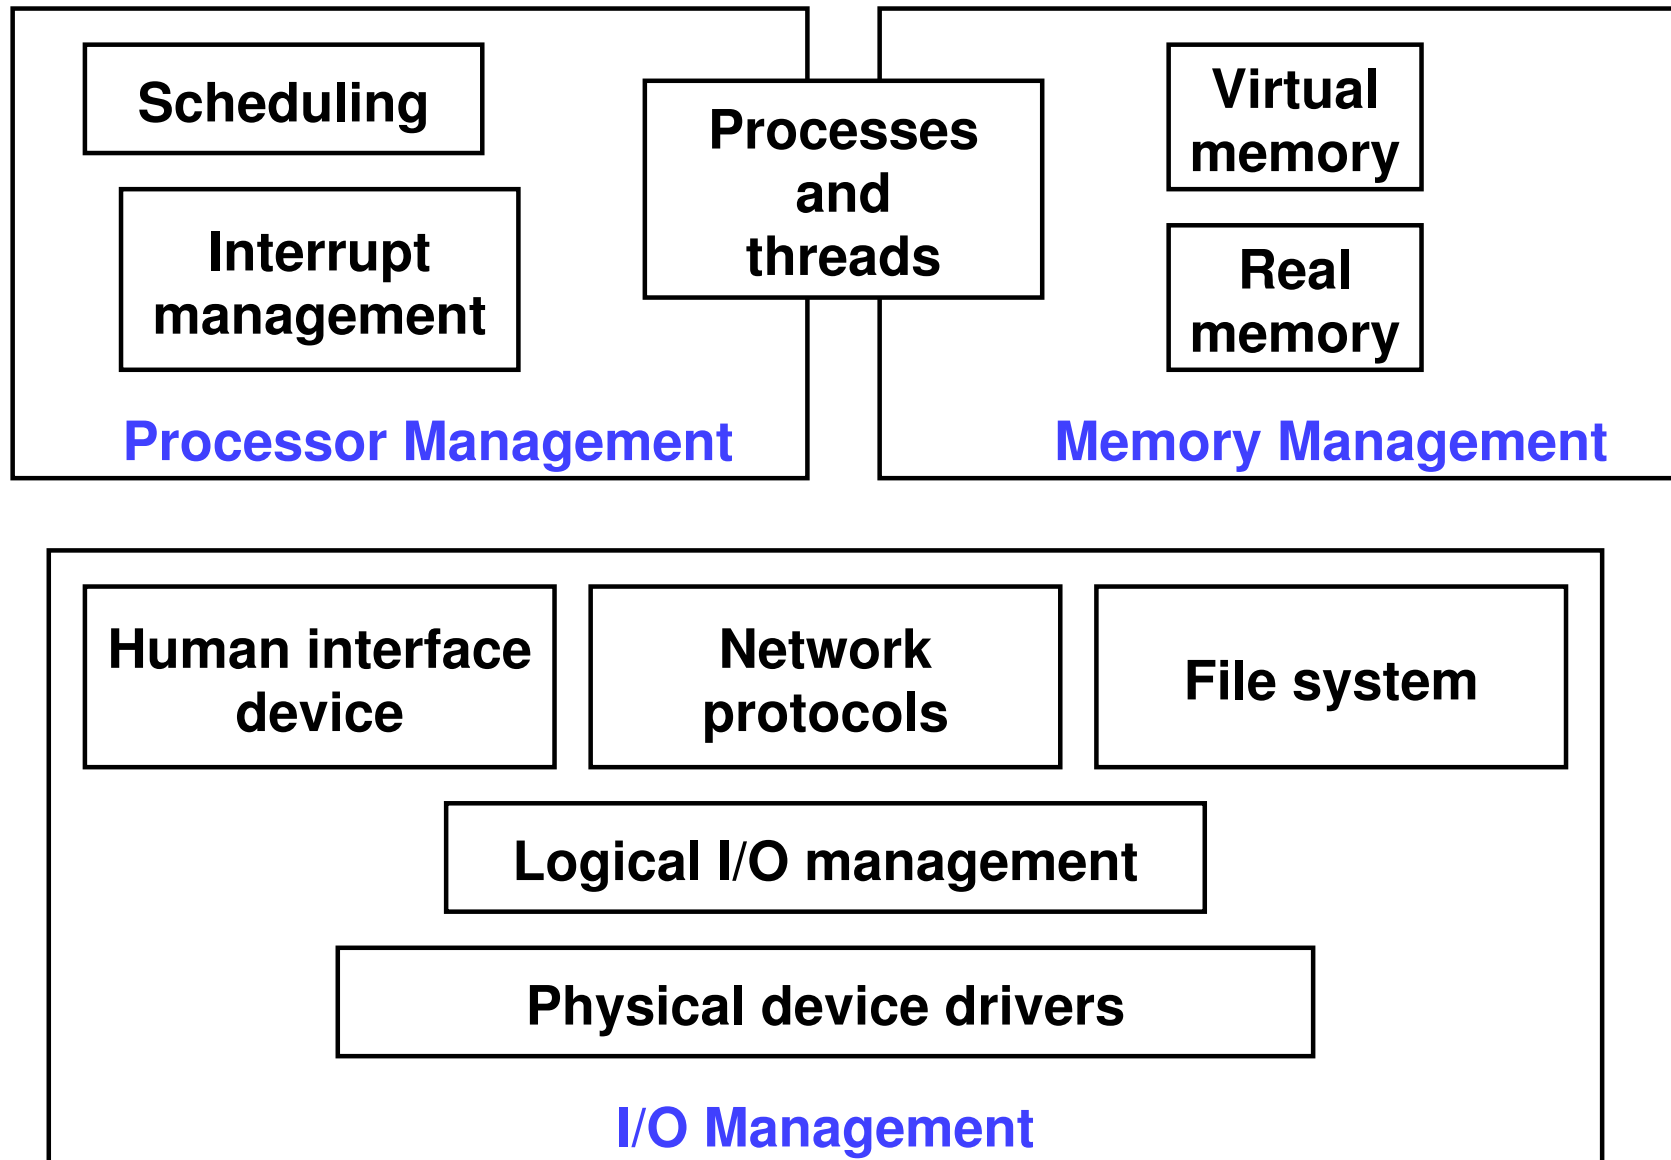 Scheduling
Interrupt
management
Processes
and
threads
Virtual
memory
Real
memory
Processor Management
Memory Management
Human interface
device
Network
protocols
File system
Logical I/O management
Physical device drivers
I/O Management